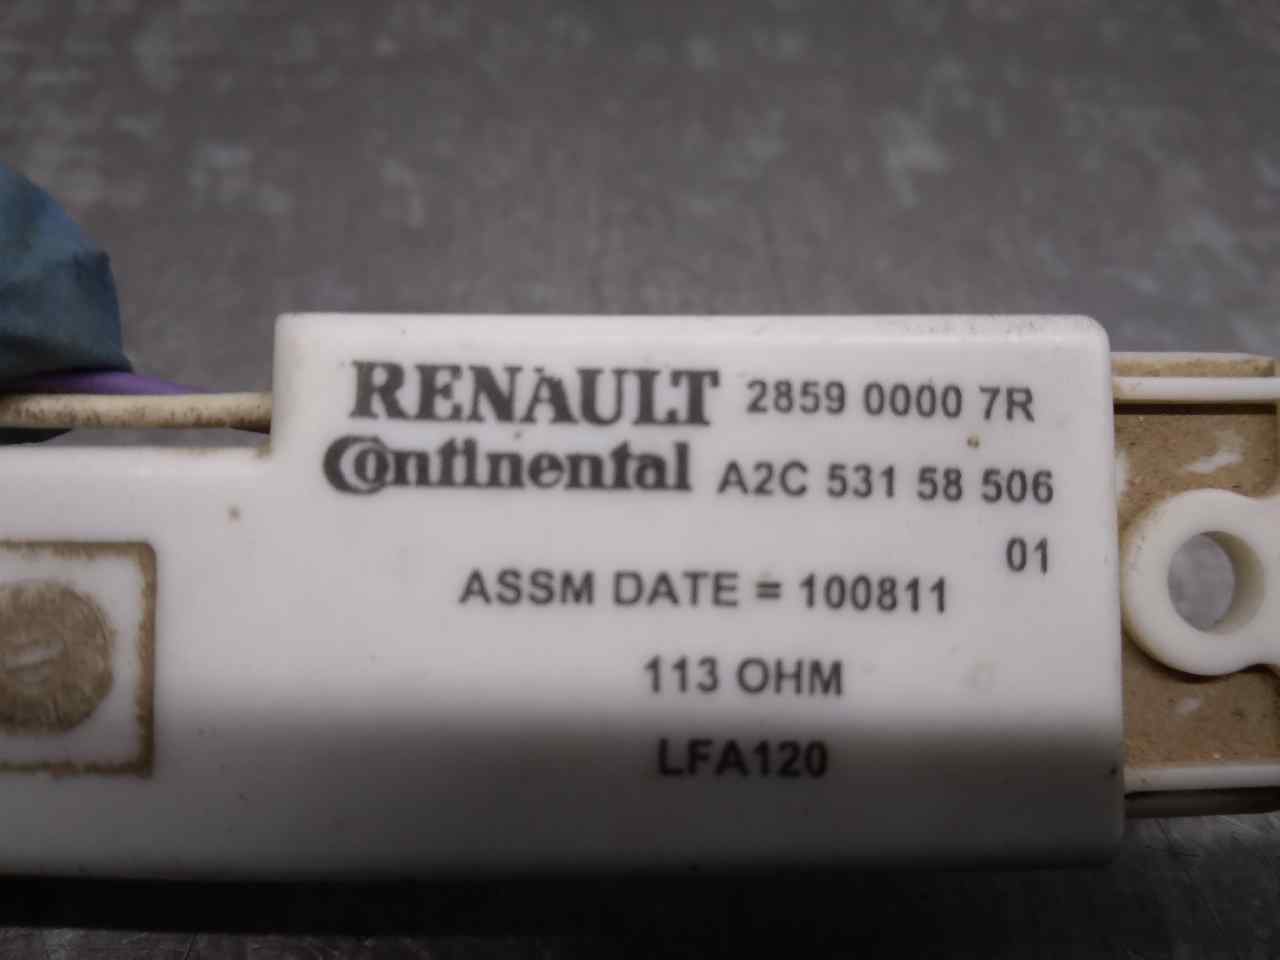 RENAULT 2859 0000 7R
Continental A2C 531 58 506
01
ASSM DATE = 100811
113 OHM
LFA120